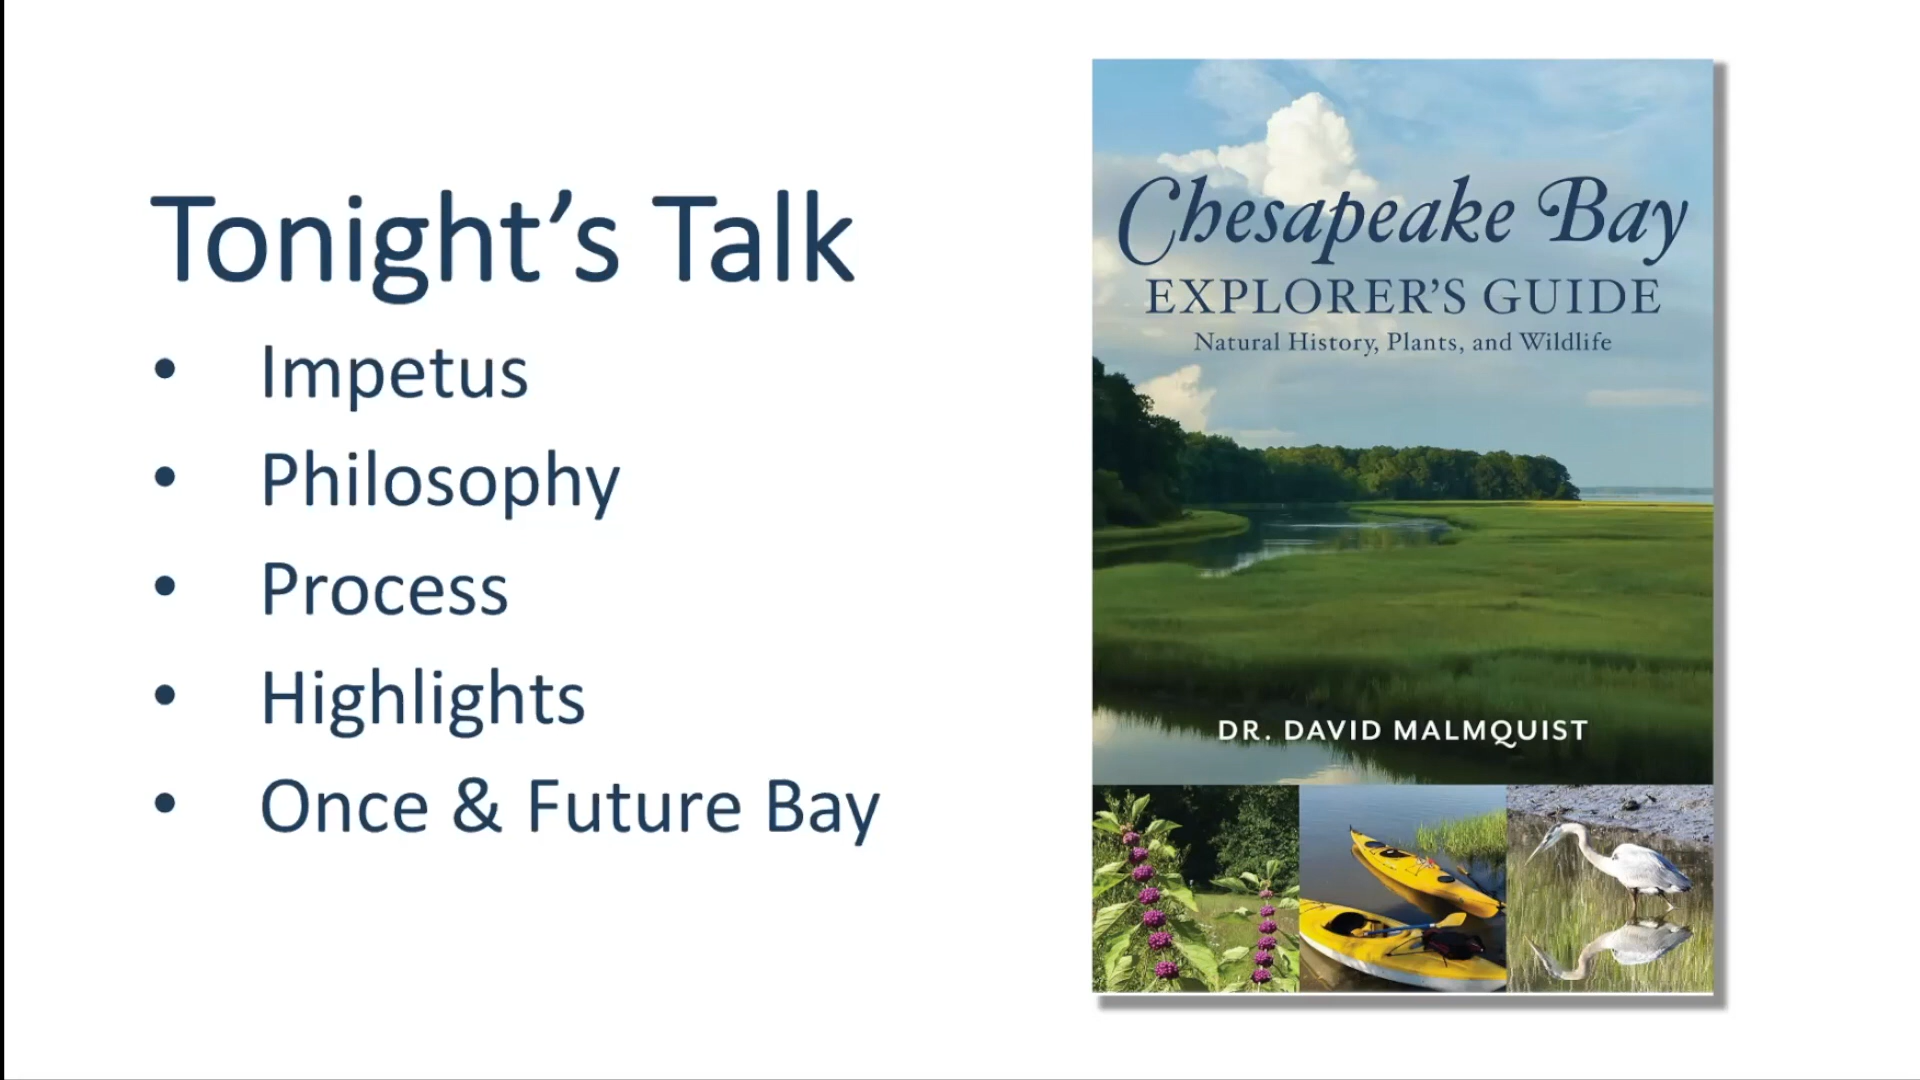 Tonight’s Talk
• Impetus
• Philosophy
• Process
• Highlights
• Once & Future Bay
Chesapeake Bay
EXPLORER’S GUIDE
Natural History, Plants, and Wildlife
DR. DAVID MALMQUIST